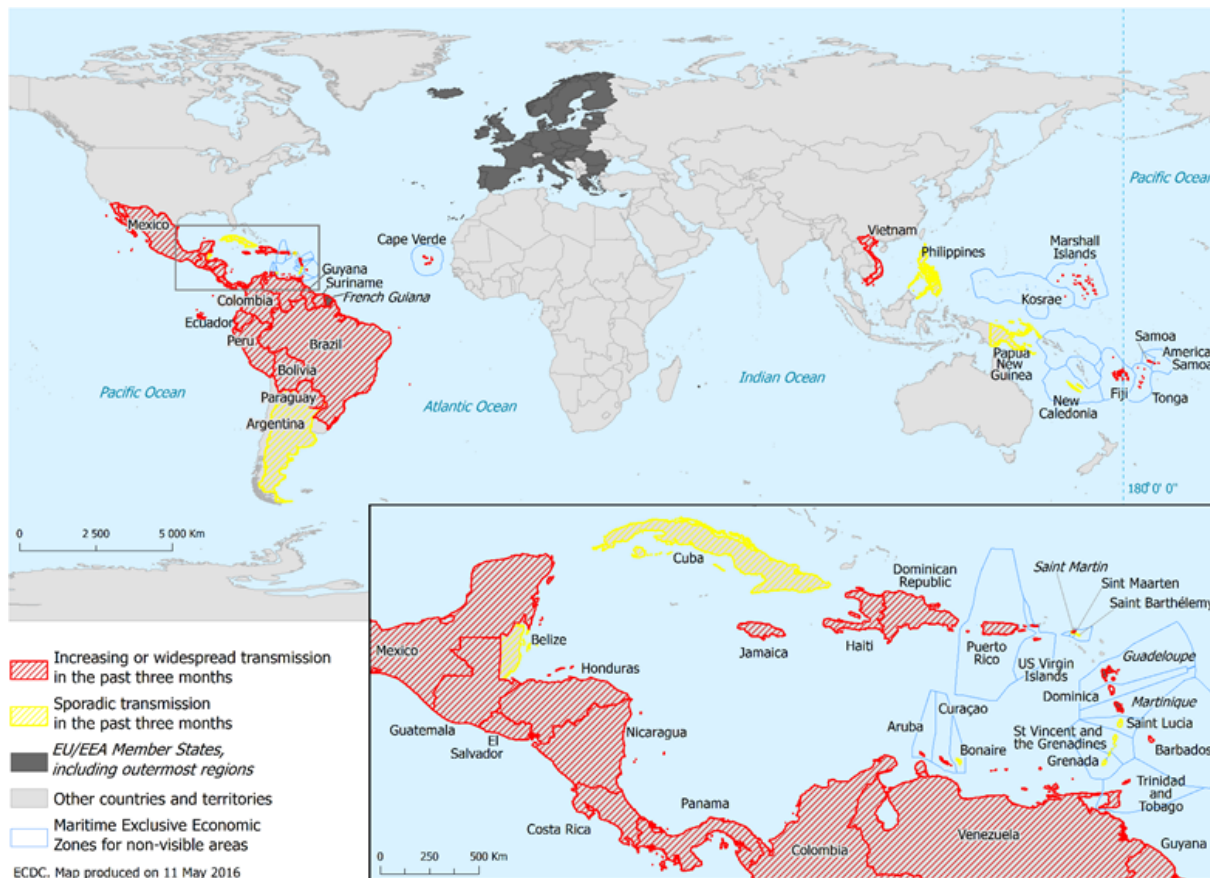 Pacific Ocean
Mexico
Cape Verde
Vietnam
Philippines
Marshall
Islands
Guyana
Suriname
French Guiana
Colombia
Kosrae
Ecuador
Samoa
Peru
Brazil
American
Samoa
Papua
New
Guinea
Bolivia
Indian Ocean
Pacific Ocean
Atlantic Ocean
Paraguay
Fiji
Tonga
New
Caledonia
Argentina
180°0' 0"
0 2 500 5 000 Km
Cuba
Saint Martin
Sint Maarten
Saint Barthélemy
Dominican
Republic
Belize
Mexico
Jamaica
Haiti
Puerto
Rico
US Virgin
Islands
Guadeloupe
Honduras
Dominica
Martinique
Curaçao
Guatemala
El
Salvador
Nicaragua
Aruba
Bonaire
Saint Lucia
St Vincent and
the Grenadines
Barbados
Grenada
Trinidad
and
Tobago
Costa Rica
Panama
Venezuela
Colombia
Guyana
0 250 500 Km
Increasing or widespread transmission
in the past three months
Sporadic transmission
in the past three months
EU/EEA Member States,
including outermost regions
Other countries and territories
Maritime Exclusive Economic
Zones for non-visible areas
ECDC. Map produced on 11 May 2016